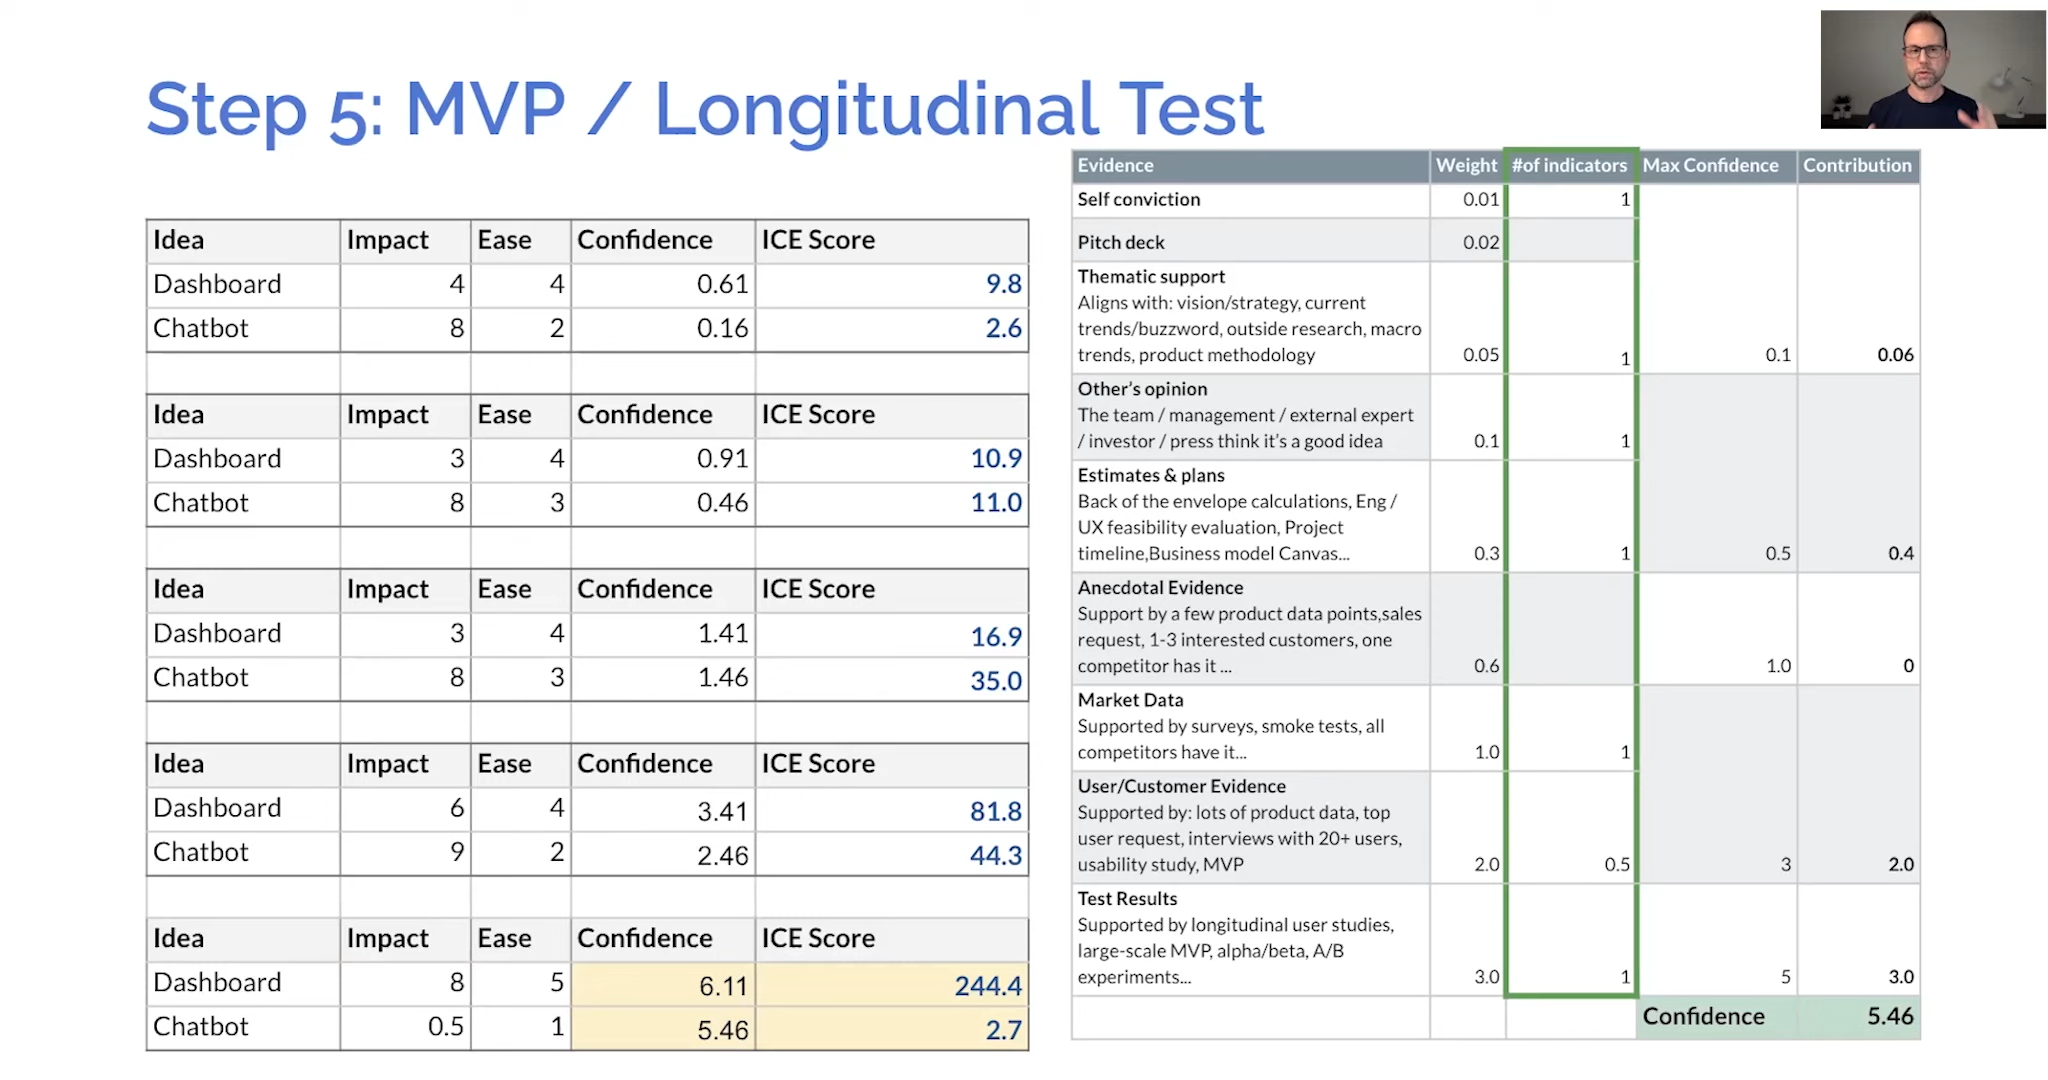 Step 5: MVP / Longitudinal Test
Idea Impact Ease Confidence ICE Score
Dashboard 4 4 0.61 9.8
Chatbot 8 2 0.16 2.6
Idea Impact Ease Confidence ICE Score
Dashboard 3 4 0.91 10.9
Chatbot 8 3 0.46 11.0
Idea Impact Ease Confidence ICE Score
Dashboard 3 4 1.41 16.9
Chatbot 8 3 1.46 35.0
Idea Impact Ease Confidence ICE Score
Dashboard 6 4 3.41 81.8
Chatbot 9 2 2.46 44.3
Idea Impact Ease Confidence ICE Score
Dashboard 8 5 6.11 244.4
Chatbot 0.5 1 5.46 2.7
Evidence Weight #of indicators Max Confidence Contribution
Self conviction 0.01 1
Pitch deck 0.02
Thematic support
Aligns with: vision/strategy, current
trends/buzzword, outside research, macro
trends, product methodology 0.05 1 0.1 0.06
Other's opinion
The team / management / external expert
/ investor / press think it's a good idea 0.1 1
Estimates & plans
Back of the envelope calculations, Eng /
UX feasibility evaluation, Project
timeline,Business model Canvas... 0.3 1 0.5 0.4
Anecdotal Evidence
Support by a few product data points,sales
request, 1-3 interested customers, one
competitor has it ... 0.6 1.0 0
Market Data
Supported by surveys, smoke tests, all
competitors have it... 1.0 1
User/Customer Evidence
Supported by: lots of product data, top
user request, interviews with 20+ users,
usability study, MVP 2.0 0.5 3 2.0
Test Results
Supported by longitudinal user studies,
large-scale MVP, alpha/beta, A/B
experiments... 3.0 1 5 3.0
Confidence 5.46